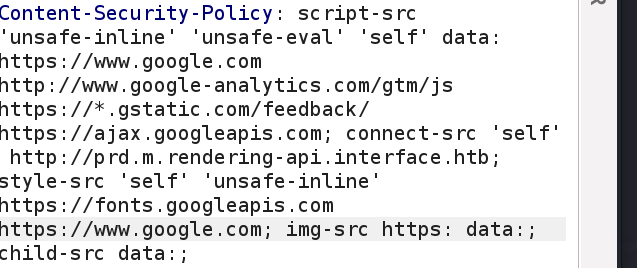 Content-Security-Policy: script-src
'unsafe-inline' 'unsafe-eval' 'self' data:
https://www.google.com
http://www.google-analytics.com/gtm/js
https://*.gstatic.com/feedback/
https://ajax.googleapis.com; connect-src 'self'
http://prd.m.rendering-api.interface.htb;
style-src 'self' 'unsafe-inline'
https://fonts.googleapis.com
https://www.google.com; img-src https: data:;
child-src data:;